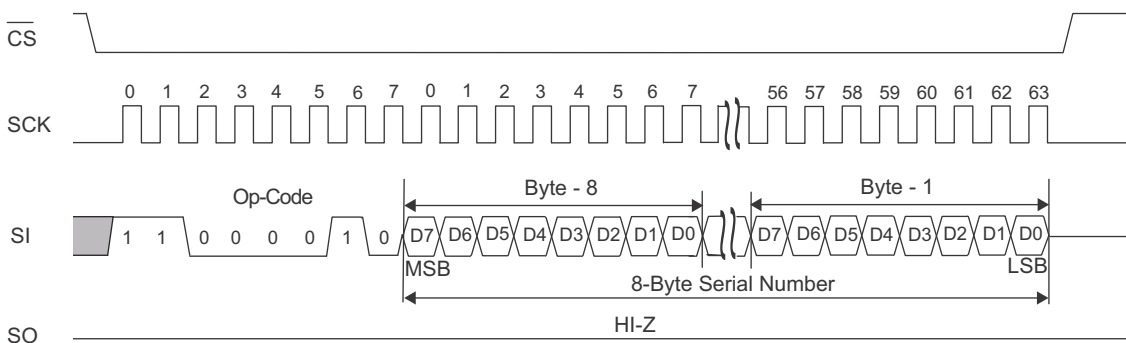 CS
0 1 2 3 4 5 6 7 0 1 2 3 4 5 6 7 56 57 58 59 60 61 62 63
SCK
Op-Code Byte - 8 Byte - 1
SI 1 1 0 0 0 0 1 0 D7 D6 D5 D4 D3 D2 D1 D0 D7 D6 D5 D4 D3 D2 D1 D0
MSB LSB
8-Byte Serial Number
HI-Z
SO